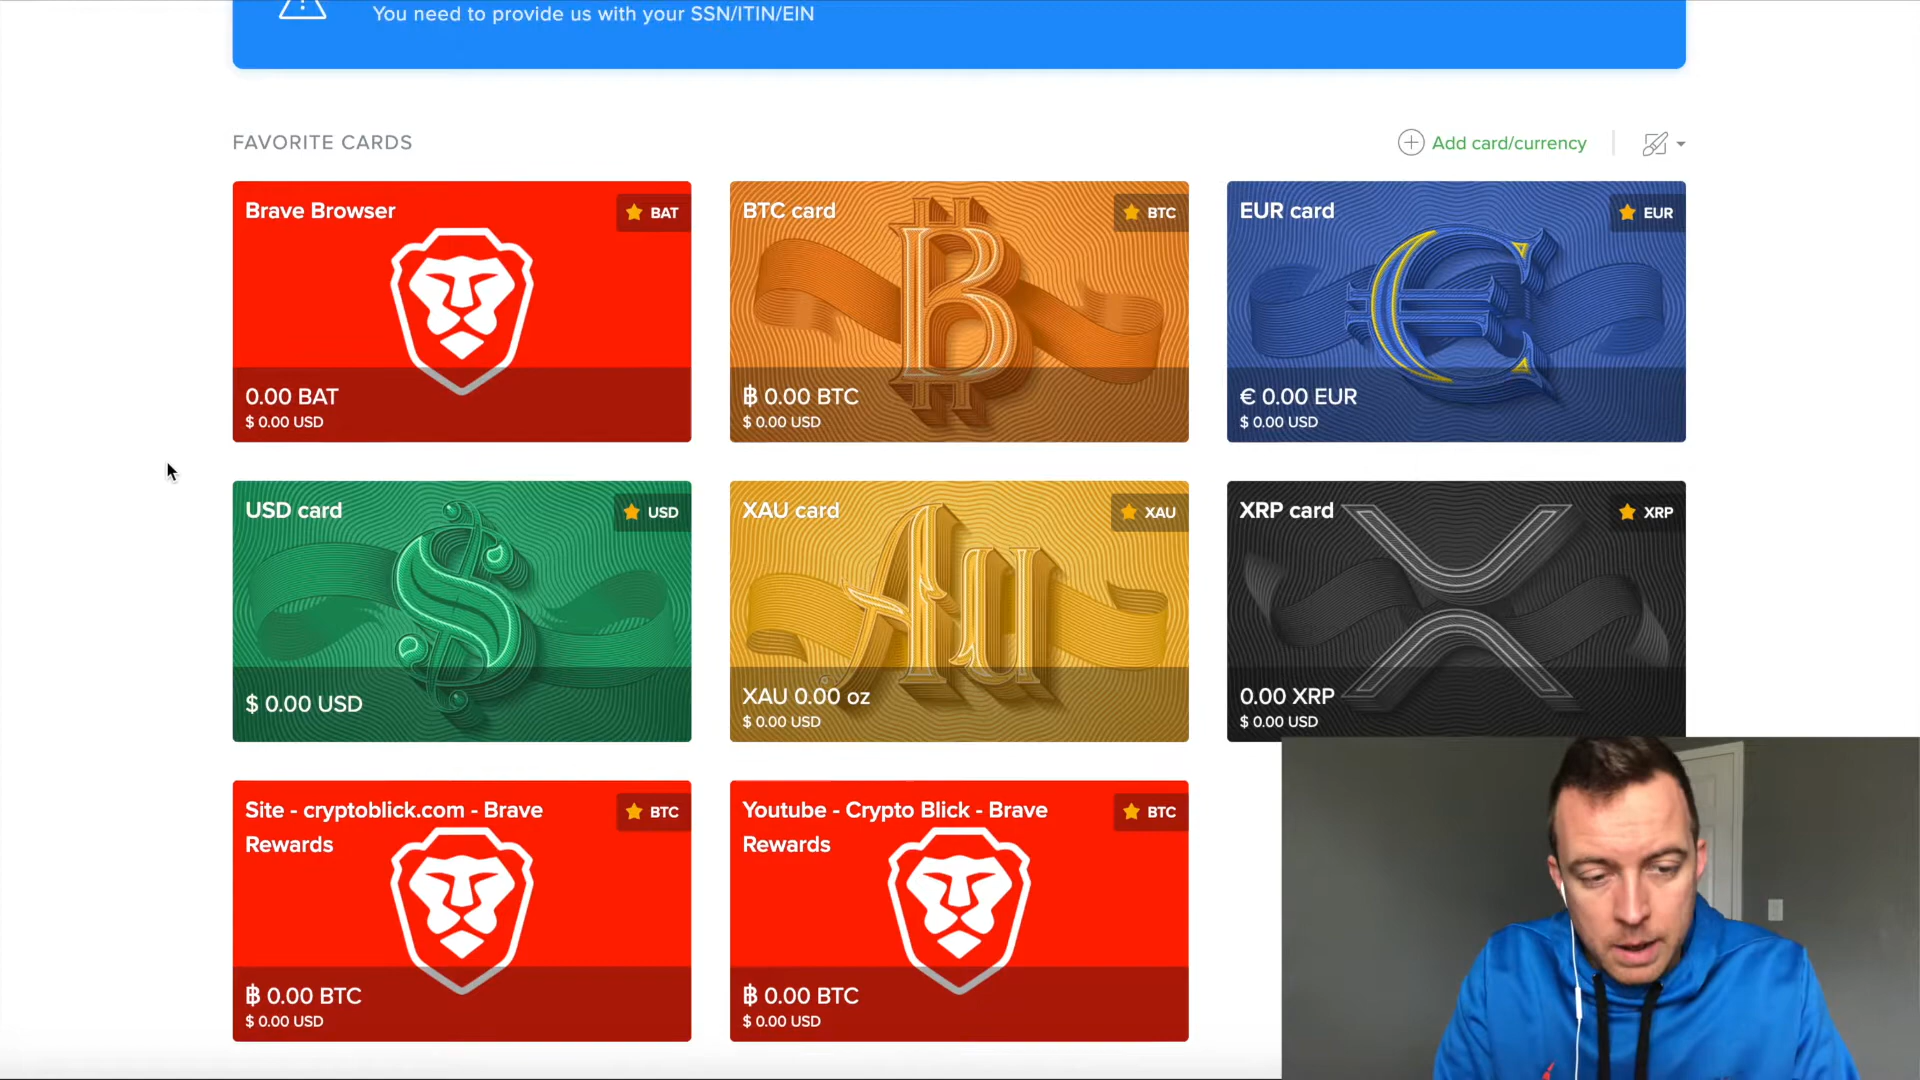 You need to provide us with your SSN/ITIN/EIN
FAVORITE CARDS
Add card/currency
Brave Browser
BAT
0.00 BAT
$ 0.00 USD
BTC card
BTC
₿ 0.00 BTC
$ 0.00 USD
EUR card
EUR
€ 0.00 EUR
$ 0.00 USD
USD card
USD
$ 0.00 USD
XAU card
XAU
Au
XAU 0.00 oz
$ 0.00 USD
XRP card
XRP
0.00 XRP
$ 0.00 USD
Site - cryptoblick.com - Brave
Rewards
BTC
₿ 0.00 BTC
$ 0.00 USD
Youtube - Crypto Blick - Brave
Rewards
BTC
₿ 0.00 BTC
$ 0.00 USD